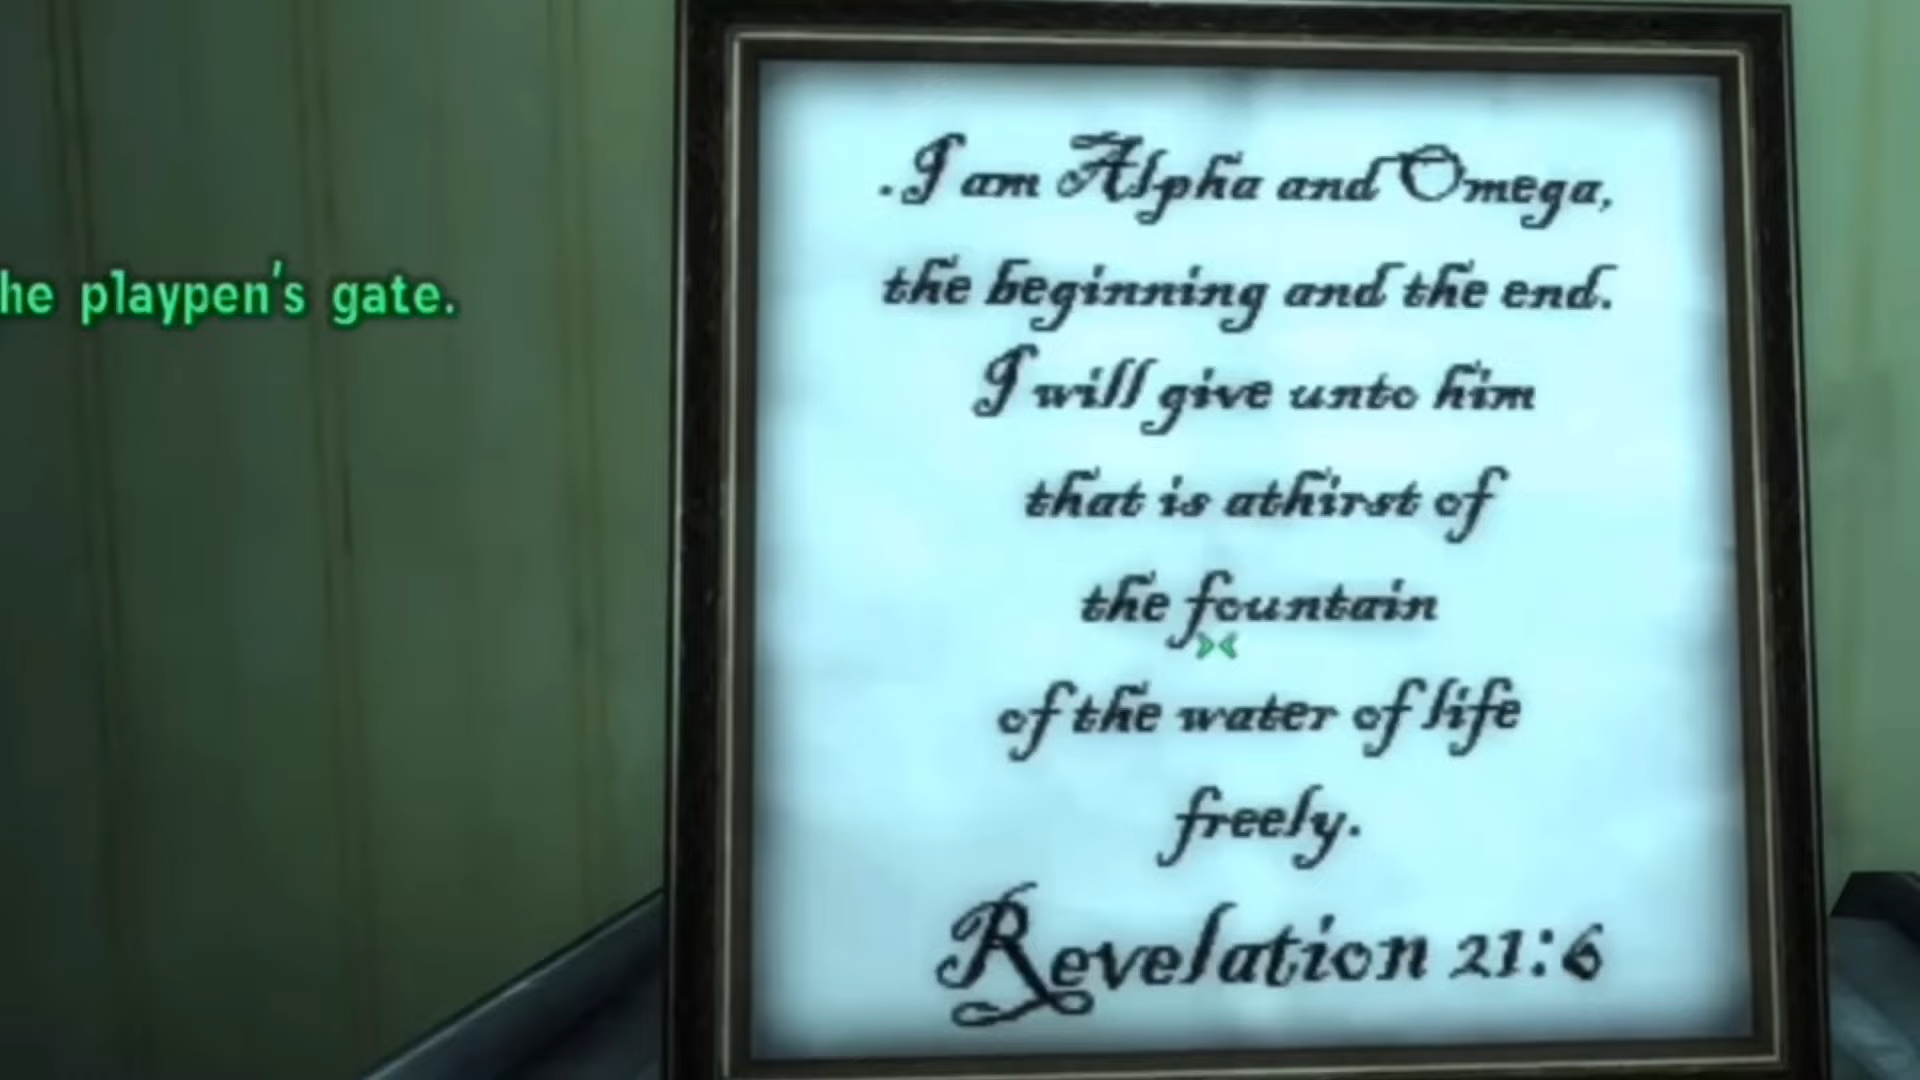 he playpen's gate.
.I am Alpha and Omega,
the beginning and the end.
I will give unto him
that is athirst of
the fountain
of the water of life
freely.
Revelation 21:6